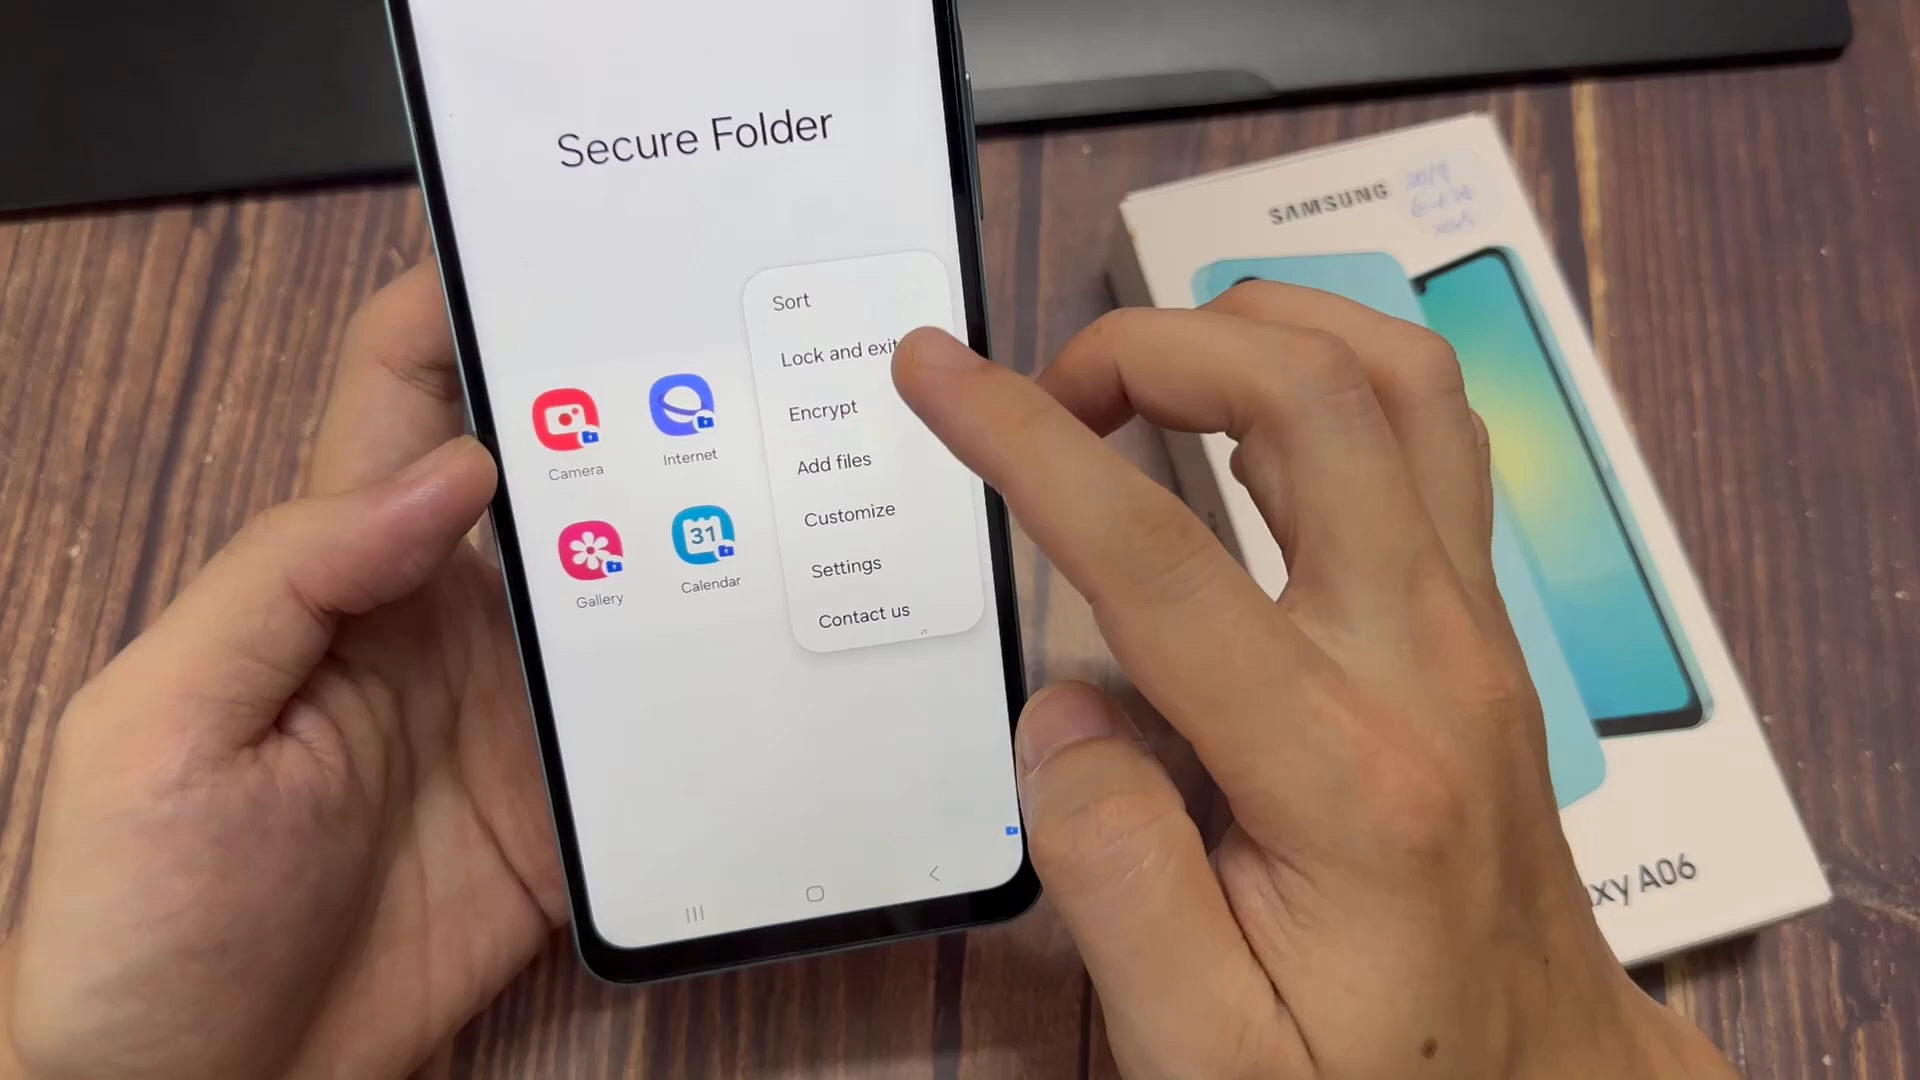 Secure Folder
Sort
Lock and exit
Encrypt
Add files
Customize
Settings
Contact us
Camera
Internet
Gallery
31
Calendar
SAMSUNG
xy A06